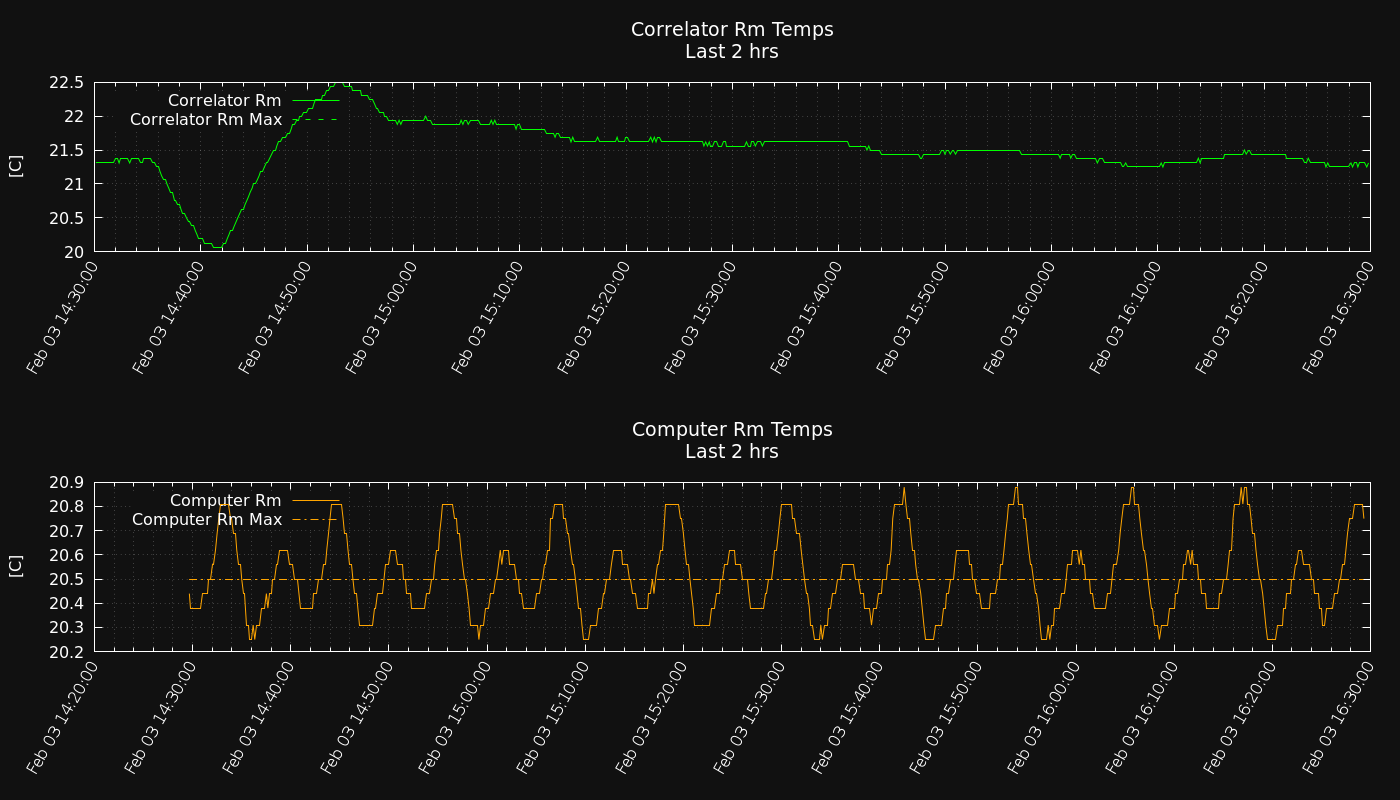 Correlator Rm Temps
Last 2 hrs
22.5
22
21.5
21
20.5
20
[C]
Correlator Rm
Correlator Rm Max
Feb 03 14:30:00
Feb 03 14:40:00
Feb 03 14:50:00
Feb 03 15:00:00
Feb 03 15:10:00
Feb 03 15:20:00
Feb 03 15:30:00
Feb 03 15:40:00
Feb 03 15:50:00
Feb 03 16:00:00
Feb 03 16:10:00
Feb 03 16:20:00
Feb 03 16:30:00
Computer Rm Temps
Last 2 hrs
20.9
20.8
20.7
20.6
20.5
20.4
20.3
20.2
[C]
Computer Rm
Computer Rm Max
Feb 03 14:20:00
Feb 03 14:30:00
Feb 03 14:40:00
Feb 03 14:50:00
Feb 03 15:00:00
Feb 03 15:10:00
Feb 03 15:20:00
Feb 03 15:30:00
Feb 03 15:40:00
Feb 03 15:50:00
Feb 03 16:00:00
Feb 03 16:10:00
Feb 03 16:20:00
Feb 03 16:30:00